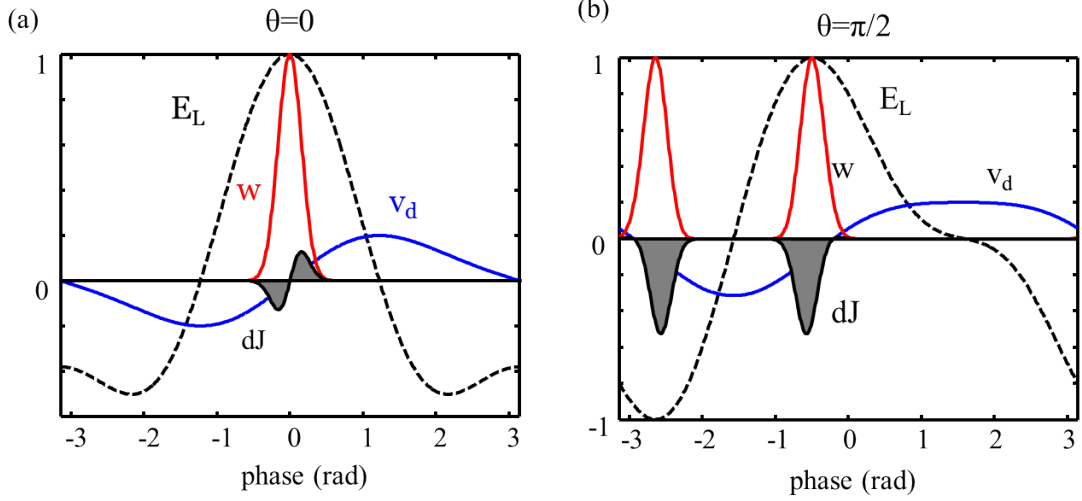 (a)
θ=0
1
E_L
w
v_d
0
dJ
-3 -2 -1 0 1 2 3
phase (rad)
(b)
θ=π/2
1
E_L
w
v_d
0
dJ
-1
-3 -2 -1 0 1 2 3
phase (rad)